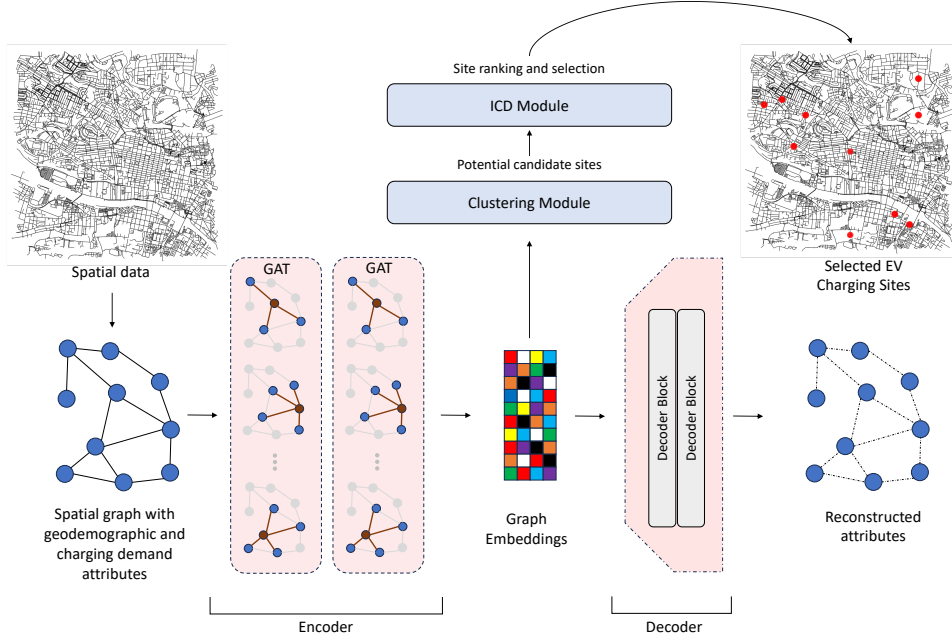 Site ranking and selection
ICD Module
Potential candidate sites
Clustering Module
Spatial data
Selected EV
Charging Sites
GAT
GAT
Decoder Block
Decoder Block
Spatial graph with
geodemographic and
charging demand
attributes
Graph
Embeddings
Reconstructed
attributes
Encoder
Decoder